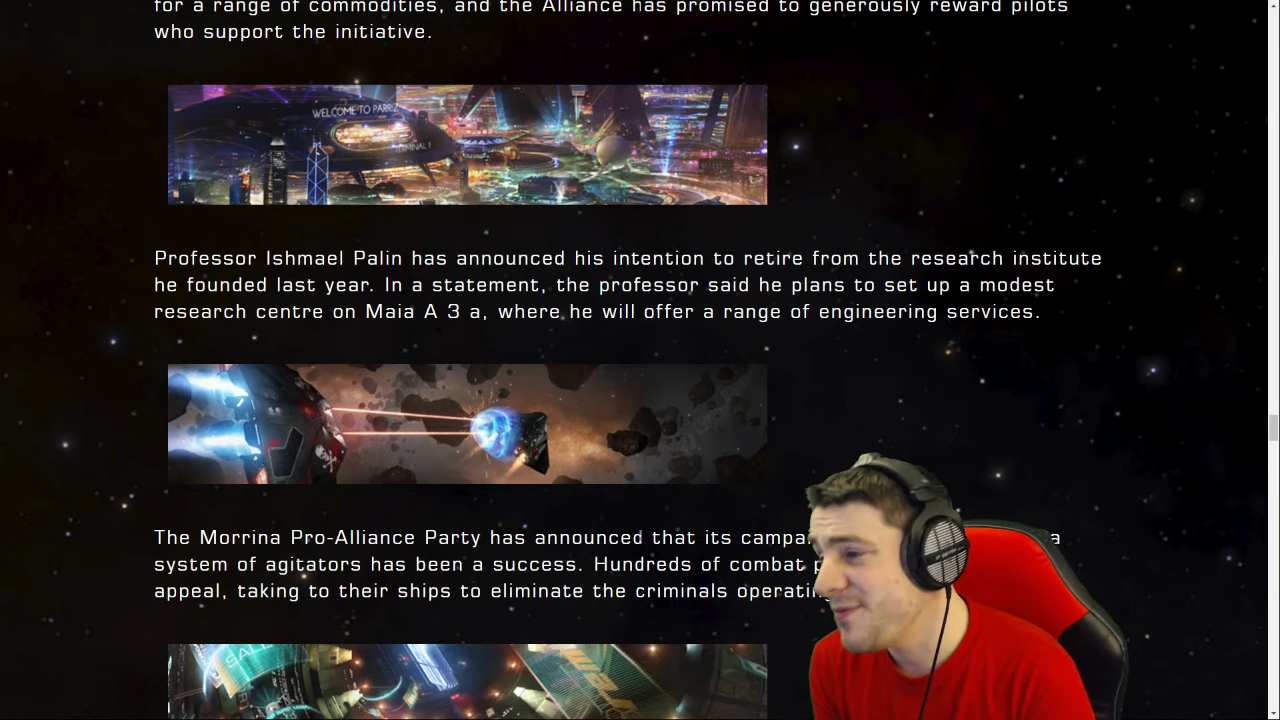 for a range of commodities, and the Alliance has promised to generously reward pilots
who support the initiative.
WELCOME TO PARRIZ
TERMINAL 1
Professor Ishmael Palin has announced his intention to retire from the research institute
he founded last year. In a statement, the professor said he plans to set up a modest
research centre on Maia A 3 a, where he will offer a range of engineering services.
The Morrina Pro-Alliance Party has announced that its a
system of agitators has been a success. Hundreds of combat
appeal, taking to their ships to eliminate the criminals